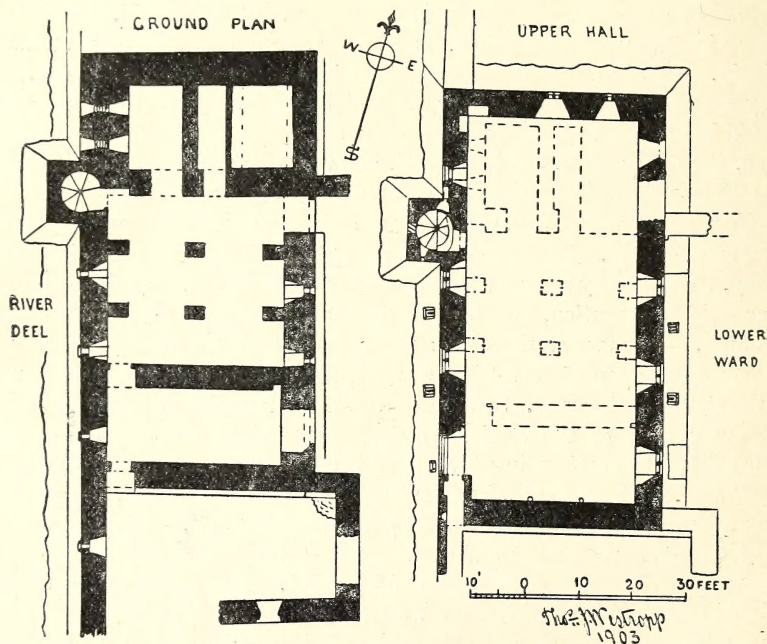 GROUND PLAN
UPPER HALL
W E
S
RIVER
DEEL
LOWER
WARD
10' 0 10 20 30 FEET
Thos. J. Westropp
1903